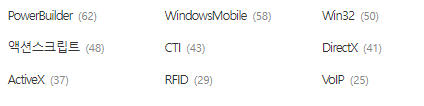 PowerBuilder (62) WindowsMobile (58) Win32 (50)
액션스크립트 (48) CTI (43) DirectX (41)
ActiveX (37) RFID (29) VoIP (25)